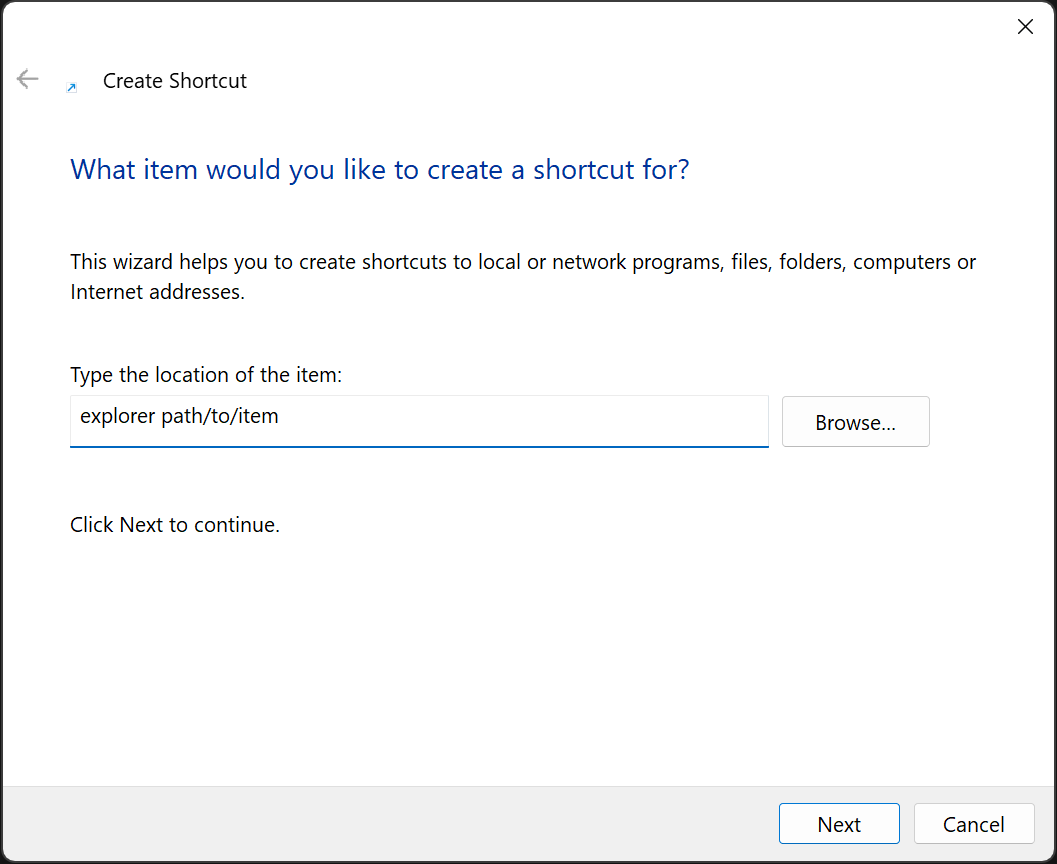 Create Shortcut
What item would you like to create a shortcut for?
This wizard helps you to create shortcuts to local or network programs, files, folders, computers or
Internet addresses.
Type the location of the item:
explorer path/to/item
Browse...
Click Next to continue.
Next
Cancel